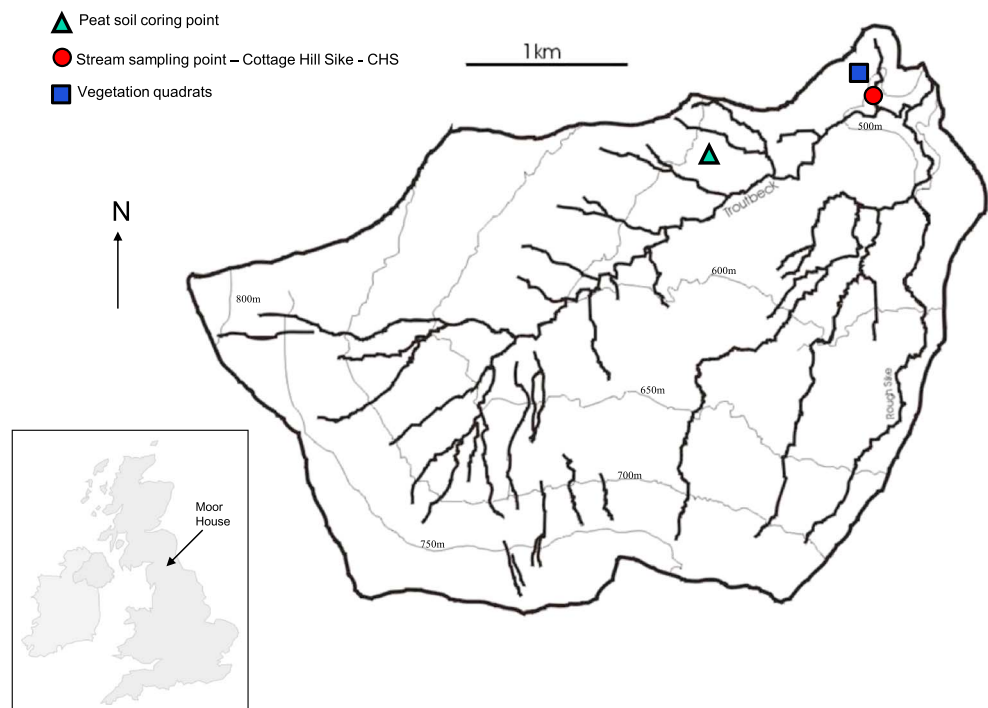 Peat soil coring point
Stream sampling point – Cottage Hill Sike - CHS
Vegetation quadrats
1km
N
500m
Troutbeck
600m
800m
650m
Rough Sike
700m
750m
Moor
House